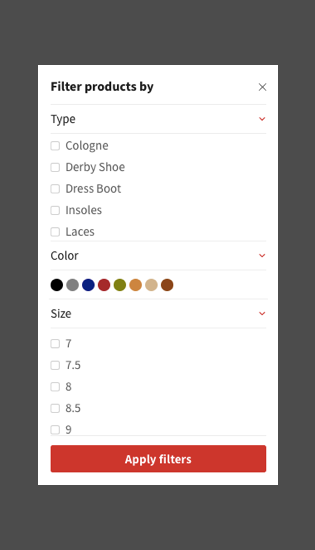 Filter products by
Type
Cologne
Derby Shoe
Dress Boot
Insoles
Laces
Color
Size
7
7.5
8
8.5
9
Apply filters